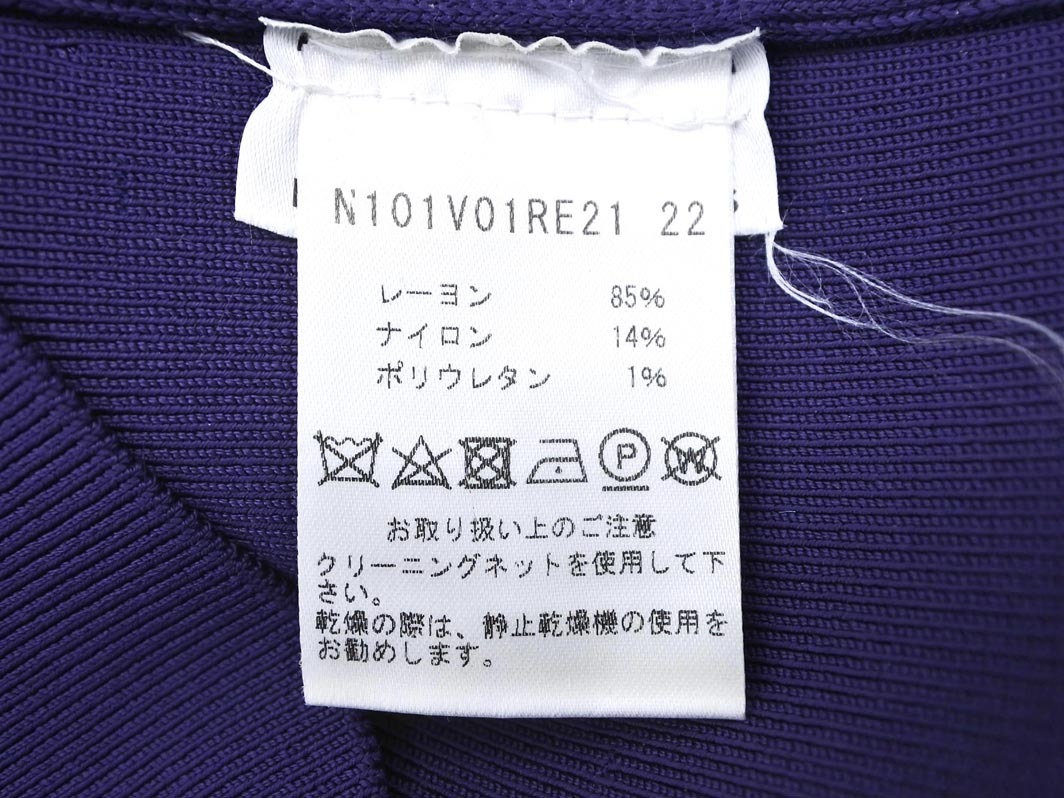 N101V01RE21 22
レーヨン 85%
ナイロン 14%
ポリウレタン 1%
P
W
お取り扱い上のご注意
クリーニングネットを使用して下
さい。
乾燥の際は、静止乾燥機の使用を
お勧めします。